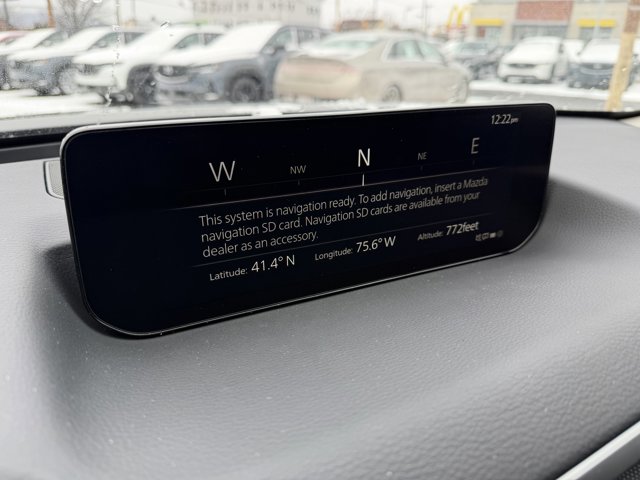 12:22pm
W NW N NE E
This system is navigation ready. To add navigation, insert a Mazda
navigation SD card. Navigation SD cards are available from your
dealer as an accessory.
Latitude: 41.4° N Longitude: 75.6° W Altitude: 772feet